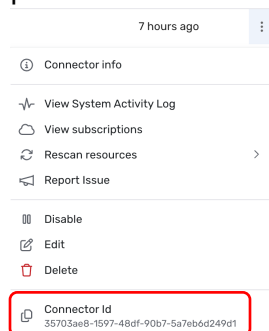 7 hours ago
Connector info
View System Activity Log
View subscriptions
Rescan resources
Report Issue
Disable
Edit
Delete
Connector Id
35703ae8-1597-48df-90b7-5a7eb6d249d1